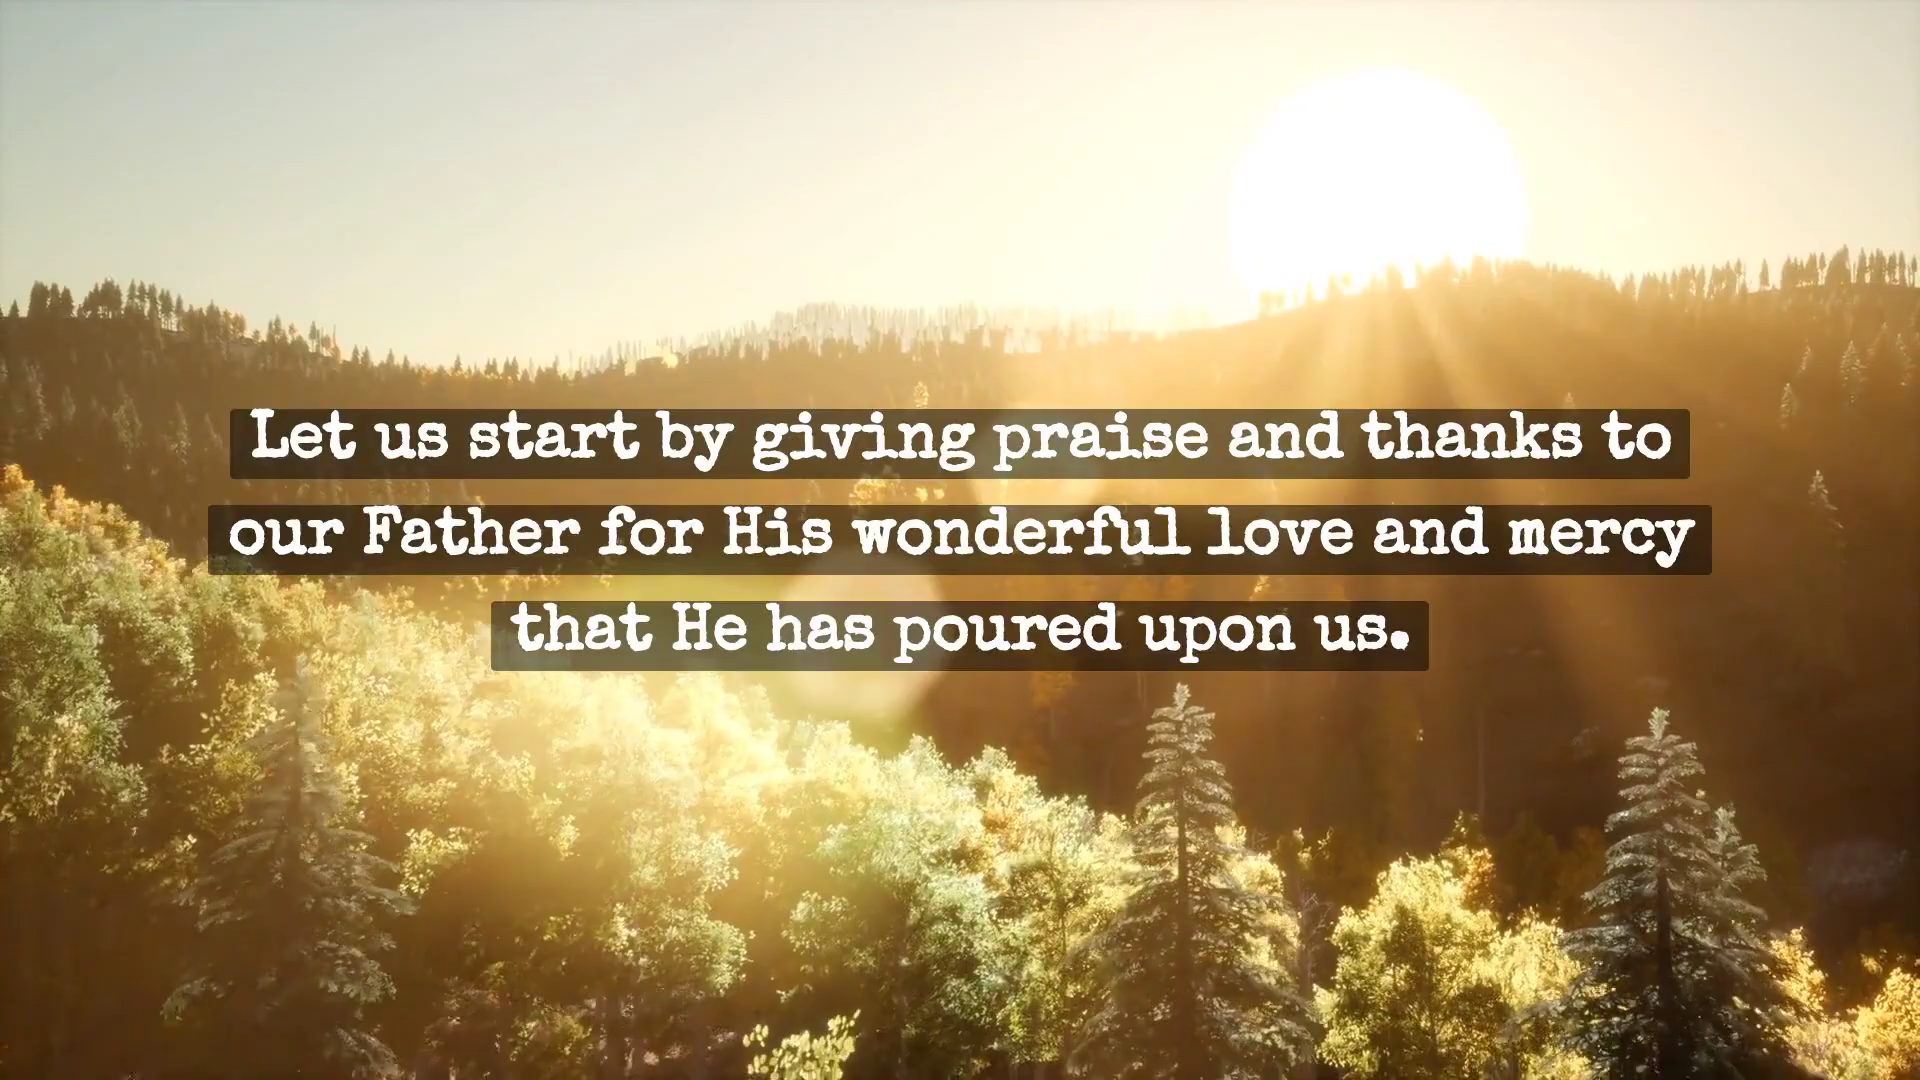 Let us start by giving praise and thanks to
our Father for His wonderful love and mercy
that He has poured upon us.